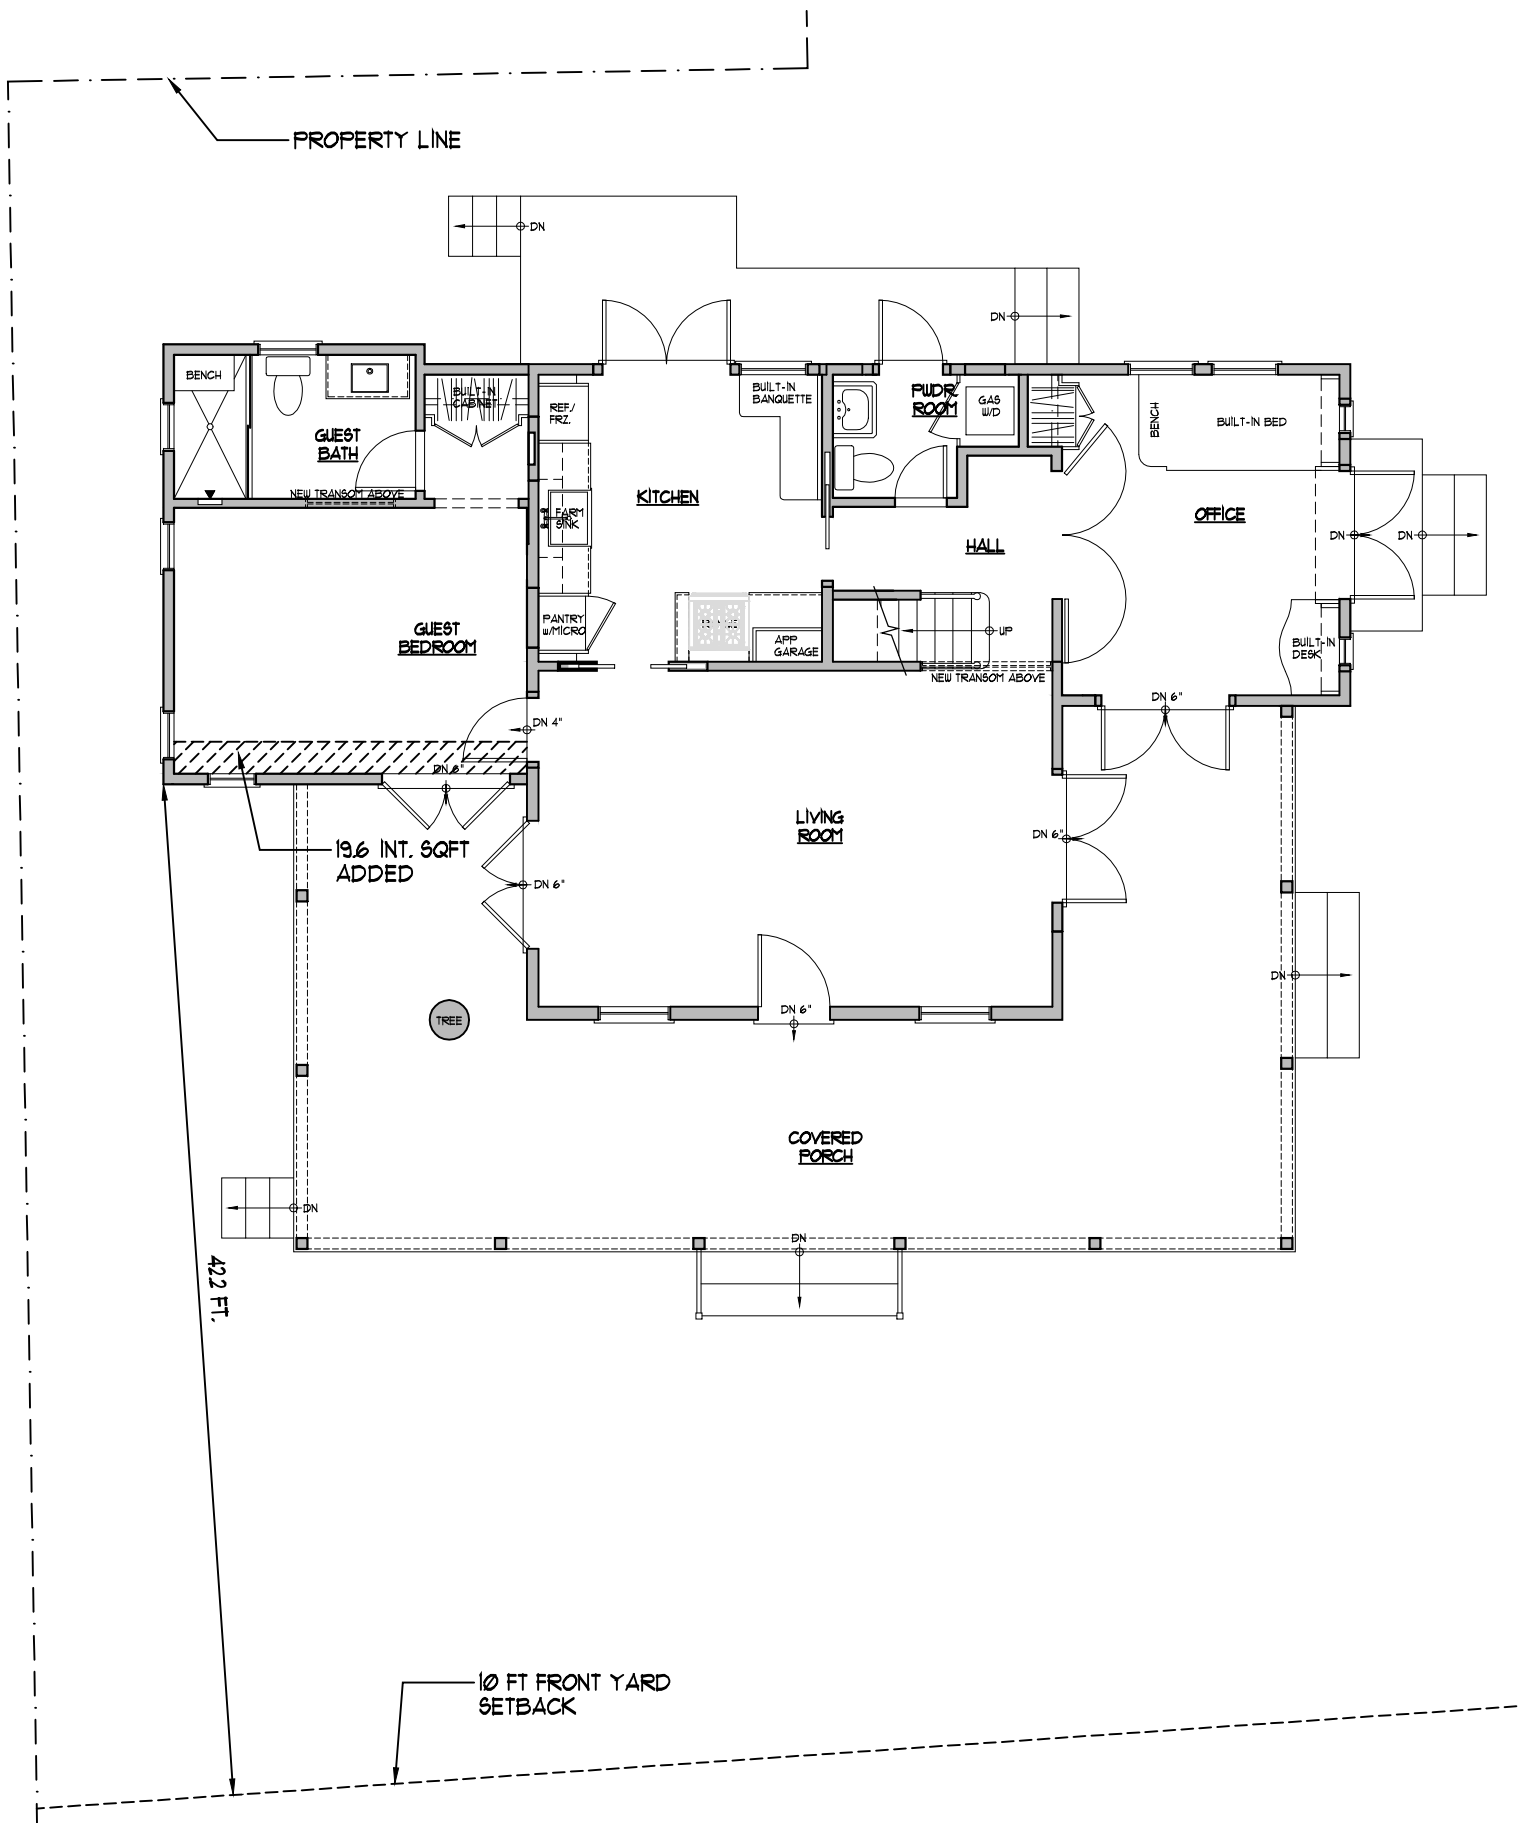 PROPERTY LINE
DN
DN
BENCH
BUILT-IN
CABINET
GUEST
BATH
NEW TRANSOM ABOVE
REF./
FRZ.
BUILT-IN
BANQUETTE
PWDR
ROOM
GAS
W/D
BENCH
BUILT-IN BED
KITCHEN
FARM
SINK
HALL
OFFICE
DN
DN
PANTRY
W/MICRO
APP
GARAGE
UP
NEW TRANSOM ABOVE
BUILT-IN
DESK
GUEST
BEDROOM
DN 4"
DN 6"
DN 6"
19.6 INT. SQFT
ADDED
LIVING
ROOM
DN 6"
DN 6"
DN
DN 6"
TREE
COVERED
PORCH
DN
DN
42.2 FT.
10 FT FRONT YARD
SETBACK